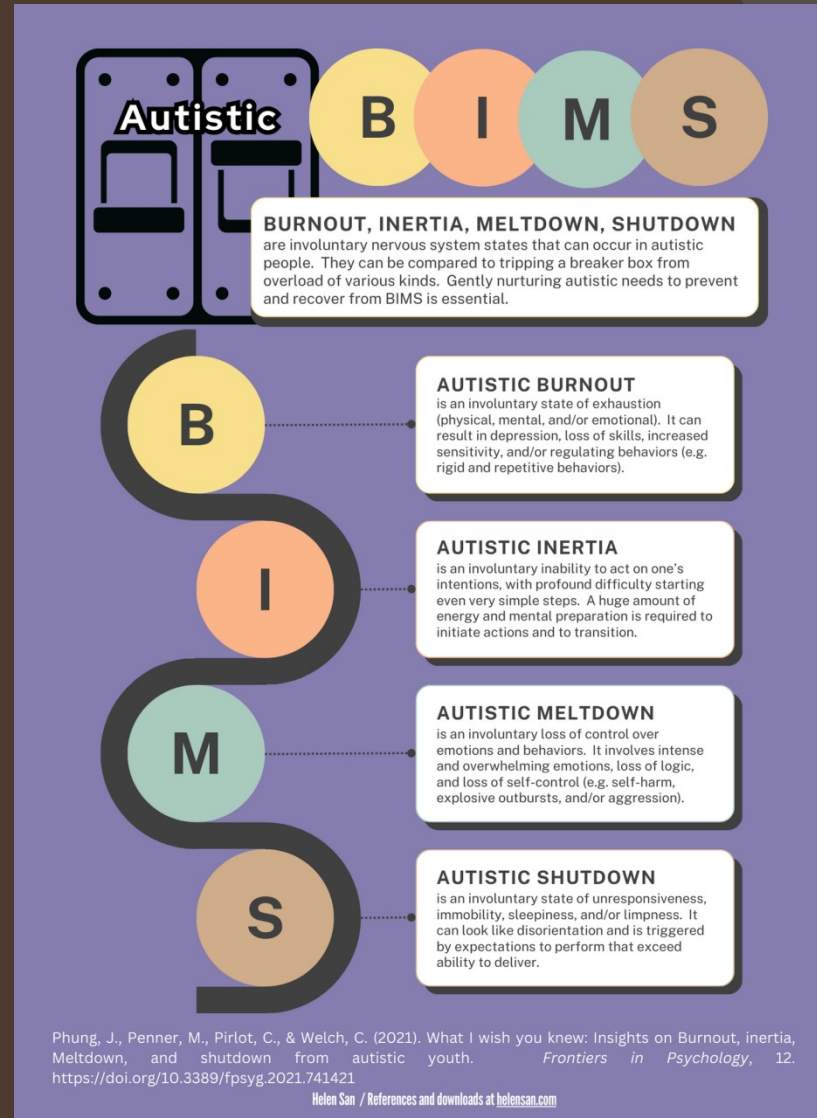 Autistic
B I M S
BURNOUT, INERTIA, MELTDOWN, SHUTDOWN
are involuntary nervous system states that can occur in autistic
people. They can be compared to tripping a breaker box from
overload of various kinds. Gently nurturing autistic needs to prevent
and recover from BIMS is essential.
B
AUTISTIC BURNOUT
is an involuntary state of exhaustion
(physical, mental, and/or emotional). It can
result in depression, loss of skills, increased
sensitivity, and/or regulating behaviors (e.g.
rigid and repetitive behaviors).
I
AUTISTIC INERTIA
is an involuntary inability to act on one's
intentions, with profound difficulty starting
even very simple steps. A huge amount of
energy and mental preparation is required to
initiate actions and to transition.
M
AUTISTIC MELTDOWN
is an involuntary loss of control over
emotions and behaviors. It involves intense
and overwhelming emotions, loss of logic,
and loss of self-control (e.g. self-harm,
explosive outbursts, and/or aggression).
S
AUTISTIC SHUTDOWN
is an involuntary state of unresponsiveness,
immobility, sleepiness, and/or limpness. It
can look like disorientation and is triggered
by expectations to perform that exceed
ability to deliver.
Phung, J., Penner, M., Pirlot, C., & Welch, C. (2021). What I wish you knew: Insights on Burnout, inertia,
Meltdown, and shutdown from autistic youth. Frontiers in Psychology, 12.
https://doi.org/10.3389/fpsyg.2021.741421
Helen San / References and downloads at helensan.com